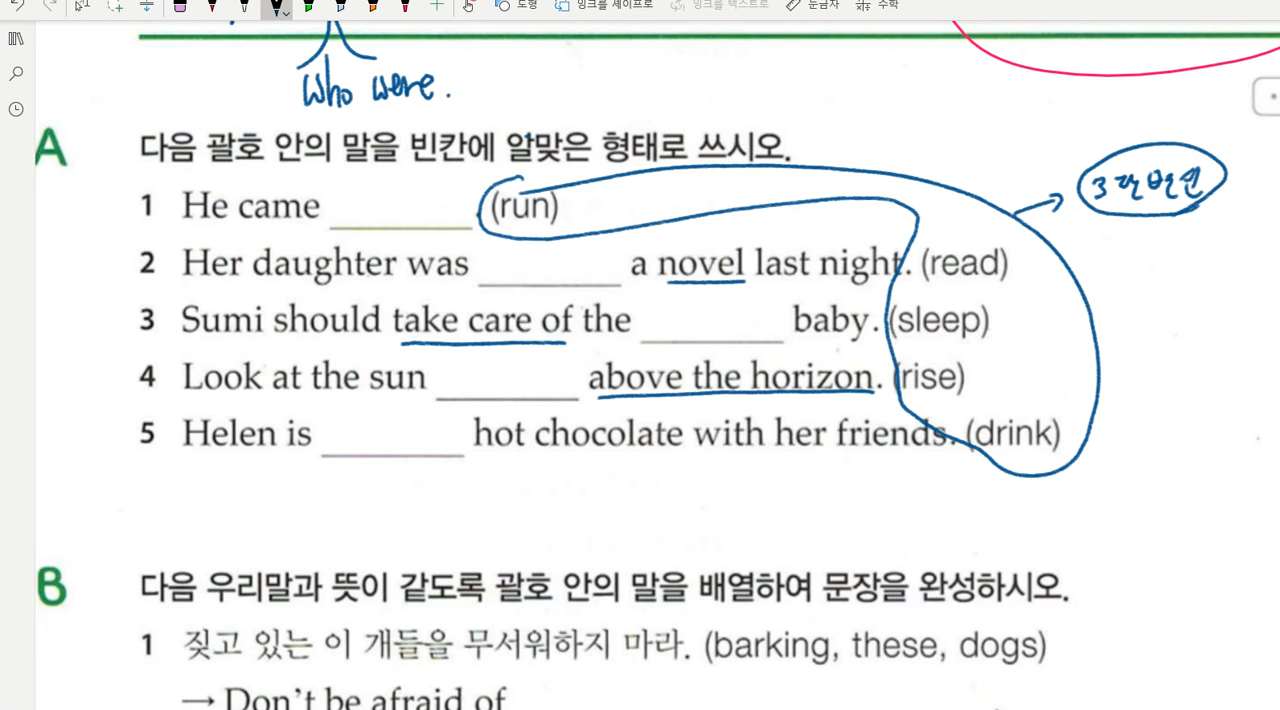 도형 잉크를 셰이프로 잉크를 텍스트로 눈금자 수학
who were.
A 다음 괄호 안의 말을 빈칸에 알맞은 형태로 쓰시오.
3단변현
1 He came ________ (run)
2 Her daughter was ________ a novel last night. (read)
3 Sumi should take care of the ________ baby. (sleep)
4 Look at the sun ________ above the horizon. (rise)
5 Helen is ________ hot chocolate with her friends. (drink)
B 다음 우리말과 뜻이 같도록 괄호 안의 말을 배열하여 문장을 완성하시오.
1 짖고 있는 이 개들을 무서워하지 마라. (barking, these, dogs)
→ Don't be afraid of